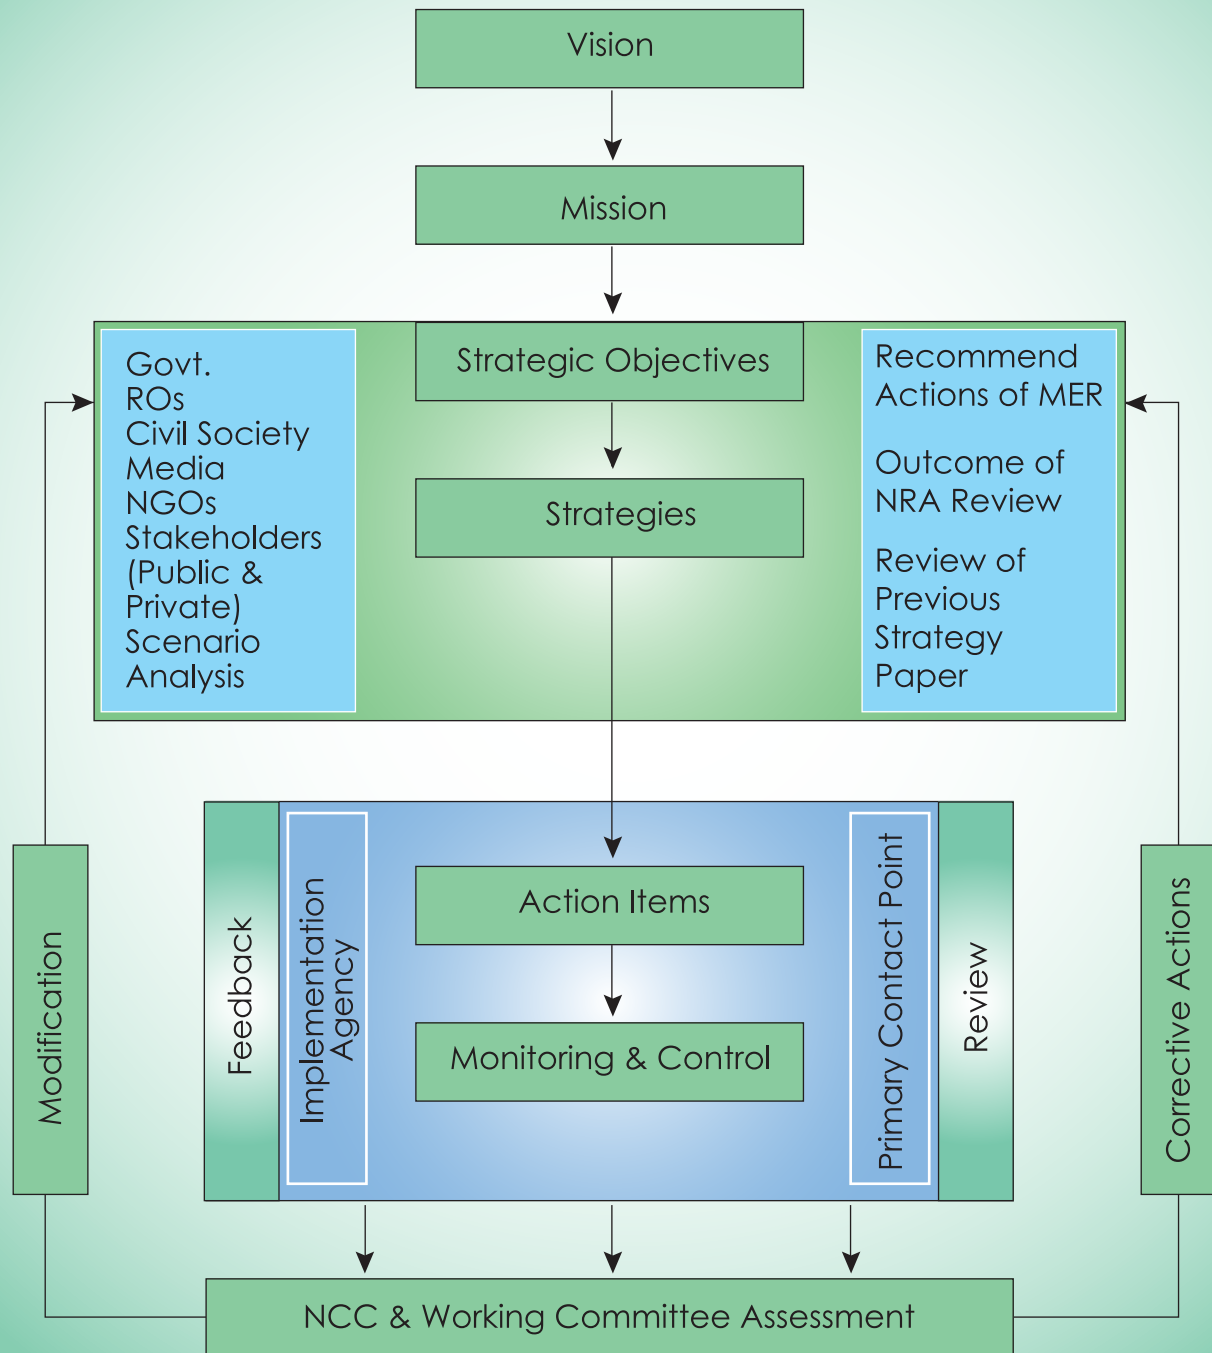 Vision
Mission
Strategic Objectives
Strategies
Govt.
ROs
Civil Society
Media
NGOs
Stakeholders
(Public &
Private)
Scenario
Analysis
Recommend
Actions of MER
Outcome of
NRA Review
Review of
Previous
Strategy
Paper
Modification
Feedback
Implementation
Agency
Action Items
Monitoring & Control
Primary Contact Point
Review
Corrective Actions
NCC & Working Committee Assessment